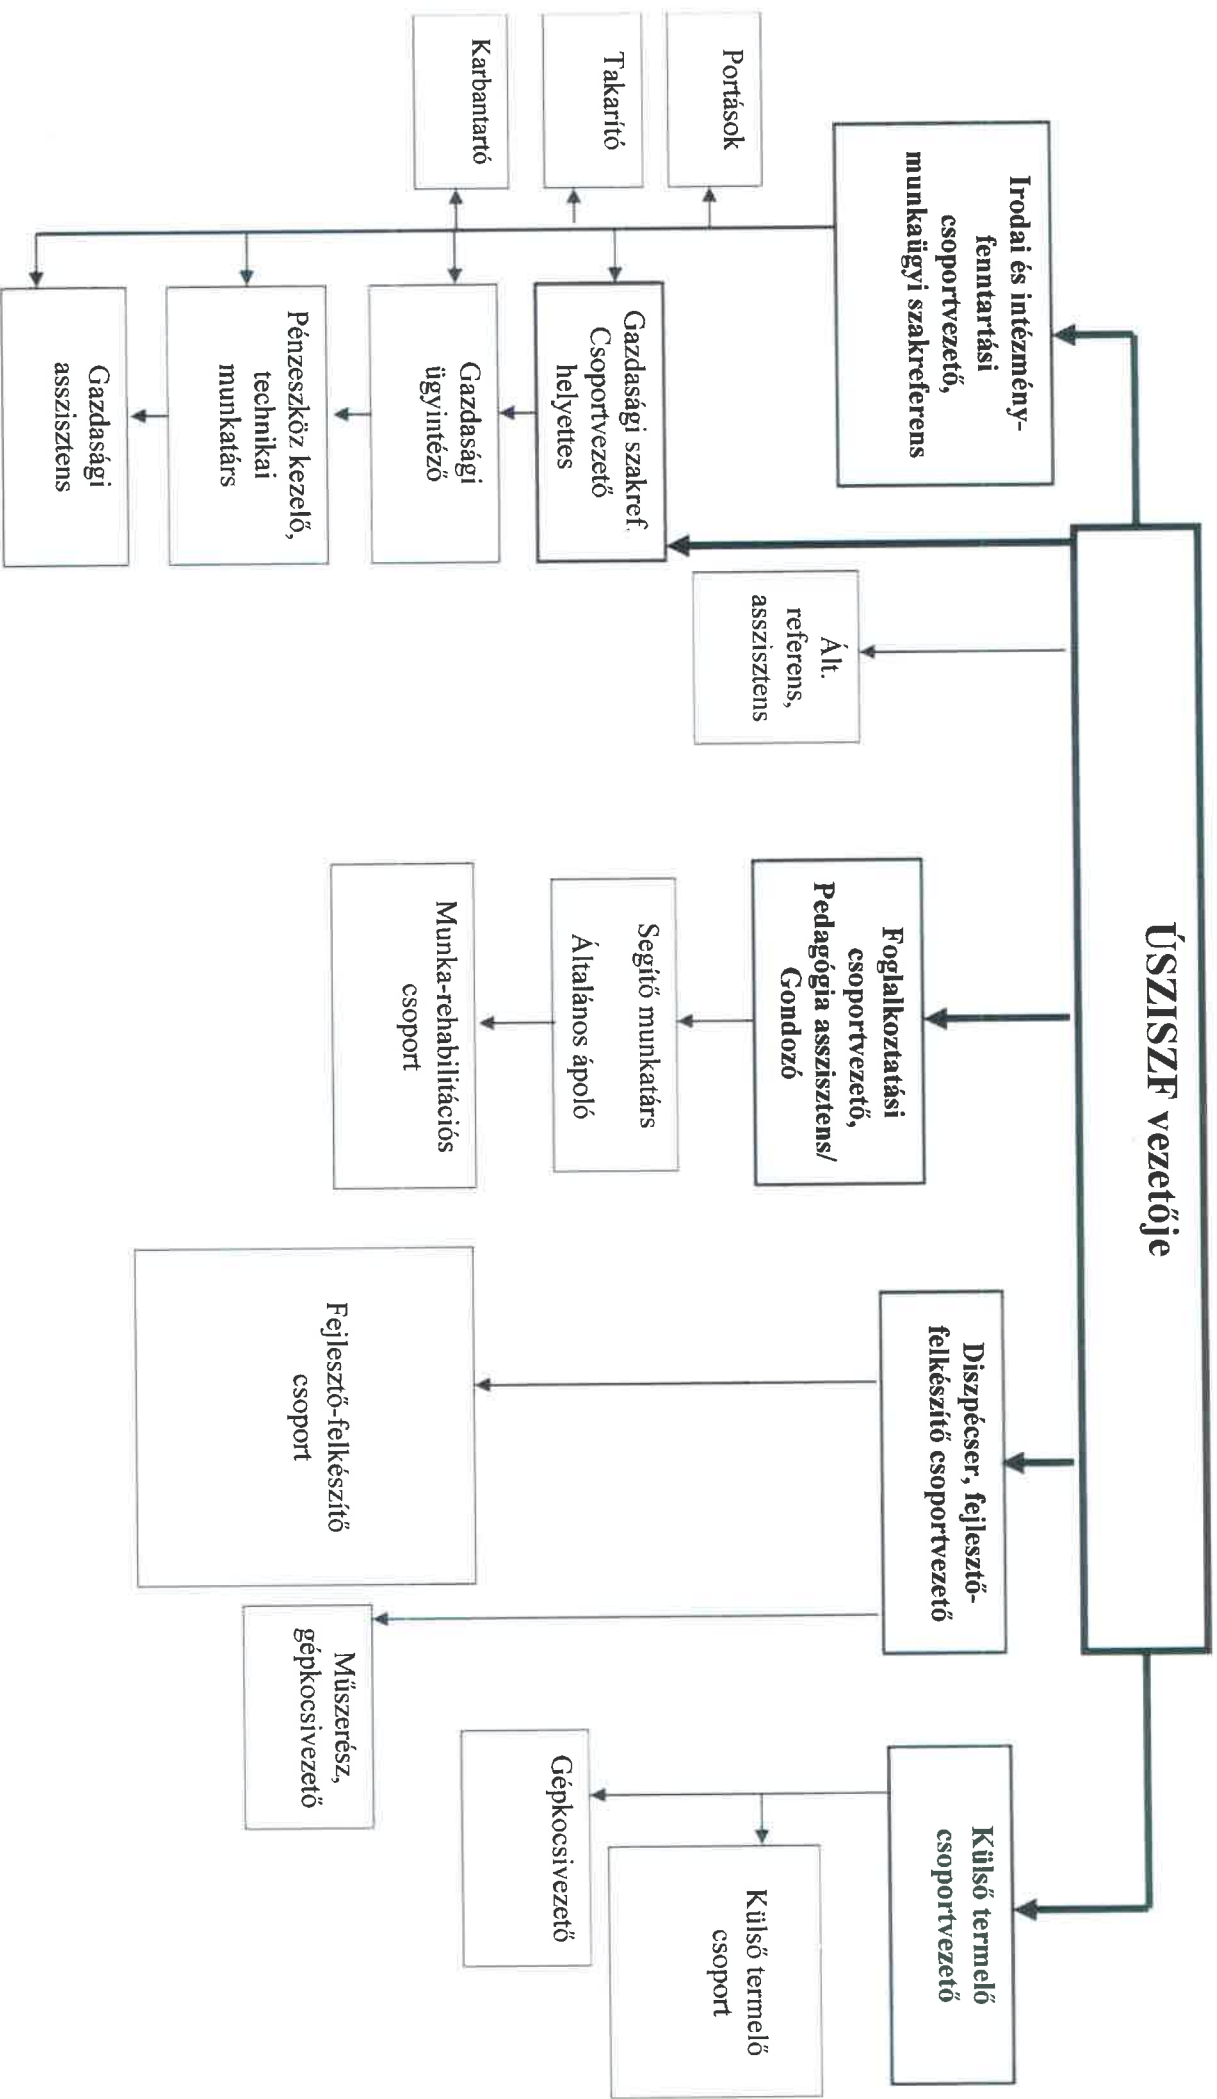 ÚSZISZF vezetője
Irodai és intézmény-
fenntartási
csoportvezető,
munkaügyi szakreferens
Portások
Takarító
Karbantartó
Gazdasági szakref.
Csoportvezető
helyettes
Gazdasági
ügyintéző
Pénzeszköz kezelő,
technikai
munkatárs
Gazdasági
asszisztens
Ált.
referens,
asszisztens
Foglalkoztatási
csoportvezető,
Pedagógia asszisztens/
Gondozó
Segítő munkatárs
Általános ápoló
Munka-rehabilitációs
csoport
Diszpécser, fejlesztő-
felkészítő csoportvezető
Fejlesztő-felkészítő
csoport
Műszerész,
gépkocsivezető
Külső termelő
csoportvezető
Külső termelő
csoport
Gépkocsivezető